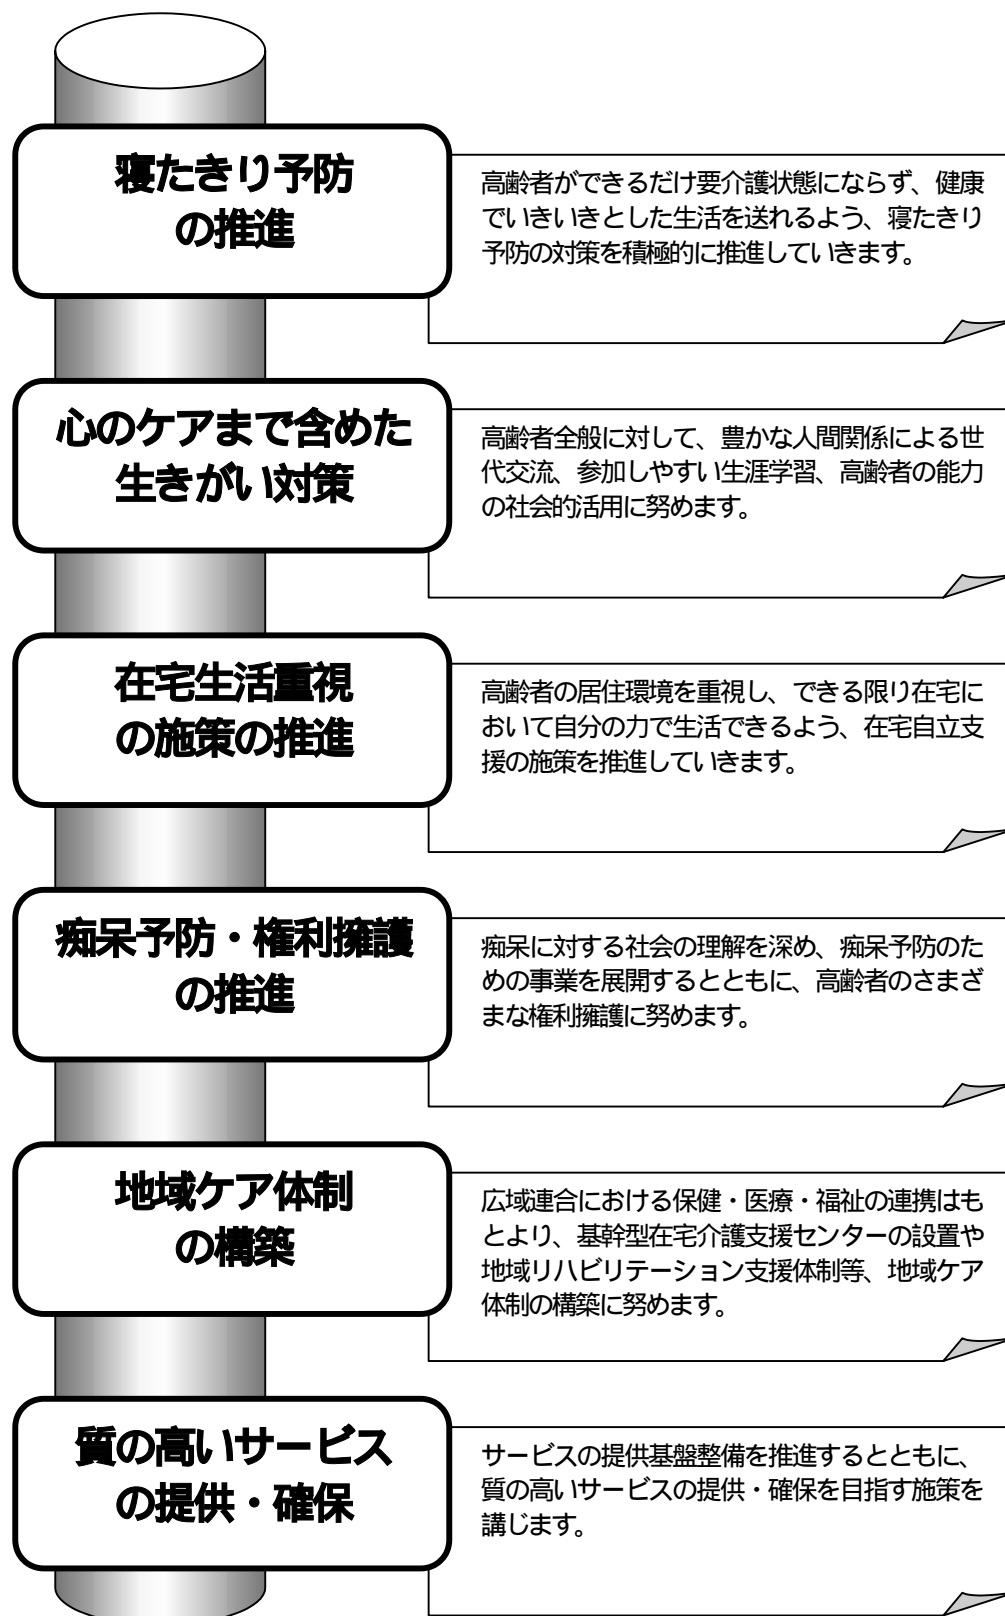 寝たきり予防
の推進
高齢者ができるだけ要介護状態にならず、健康
でいきいきとした生活を送れるよう、寝たきり
予防の対策を積極的に推進していきます。
心のケアまで含めた
生きがい対策
高齢者全般に対して、豊かな人間関係による世
代交流、参加しやすい生涯学習、高齢者の能力
の社会的活用に努めます。
在宅生活重視
の施策の推進
高齢者の居住環境を重視し、できる限り在宅に
おいて自分の力で生活できるよう、在宅自立支
援の施策を推進していきます。
痴呆予防・権利擁護
の推進
痴呆に対する社会の理解を深め、痴呆予防のた
めの事業を展開するとともに、高齢者のさまざ
まな権利擁護に努めます。
地域ケア体制
の構築
広域連合における保健・医療・福祉の連携はも
とより、基幹型在宅介護支援センターの設置や
地域リハビリテーション支援体制等、地域ケア
体制の構築に努めます。
質の高いサービス
の提供・確保
サービスの提供基盤整備を推進するとともに、
質の高いサービスの提供・確保を目指す施策を
講じます。